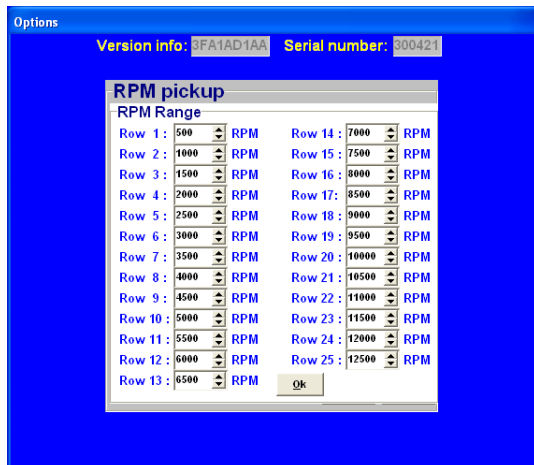 Options
Version info: 3FA1AD1AA Serial number: 300421
RPM pickup
RPM Range
Row 1 : 500 RPM
Row 2 : 1000 RPM
Row 3 : 1500 RPM
Row 4 : 2000 RPM
Row 5 : 2500 RPM
Row 6 : 3000 RPM
Row 7 : 3500 RPM
Row 8 : 4000 RPM
Row 9 : 4500 RPM
Row 10 : 5000 RPM
Row 11 : 5500 RPM
Row 12 : 6000 RPM
Row 13 : 6500 RPM
Row 14 : 7000 RPM
Row 15 : 7500 RPM
Row 16 : 8000 RPM
Row 17: 8500 RPM
Row 18 : 9000 RPM
Row 19 : 9500 RPM
Row 20 : 10000 RPM
Row 21 : 10500 RPM
Row 22 : 11000 RPM
Row 23 : 11500 RPM
Row 24 : 12000 RPM
Row 25 : 12500 RPM
Ok